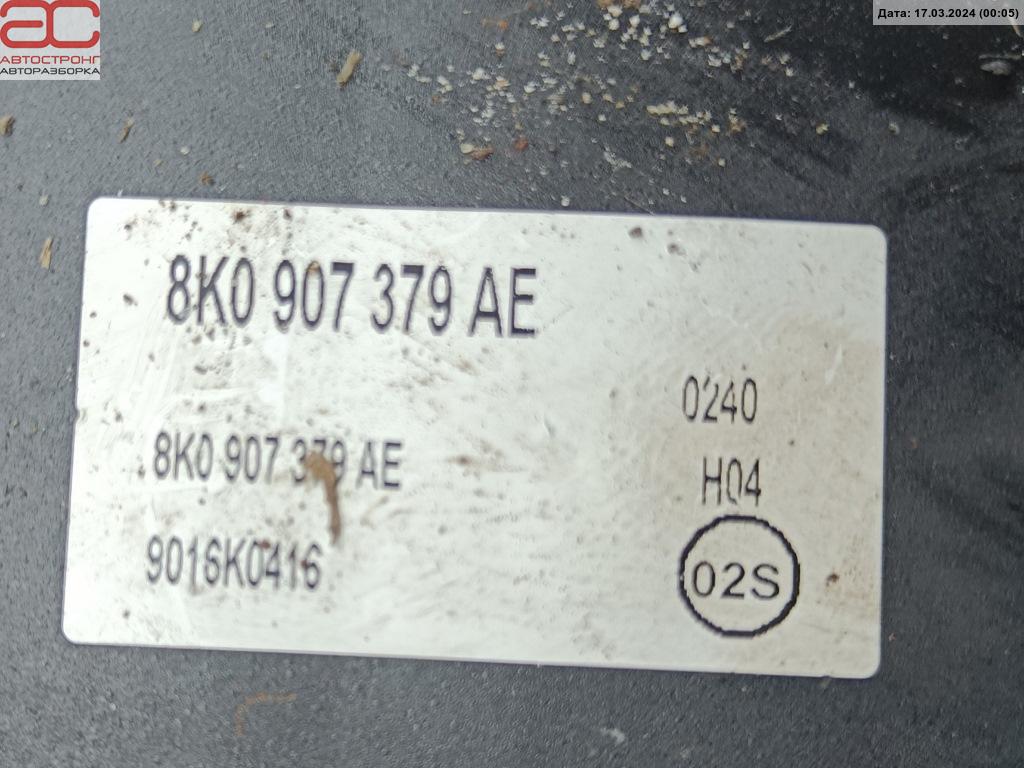 ас
АВТОСТРОНГ
АВТОРАЗБОРКА
Дата: 17.03.2024 (00:05)
8K0 907 379 AE
0240
8K0 907 379 AE
H04
9016K0416
02S